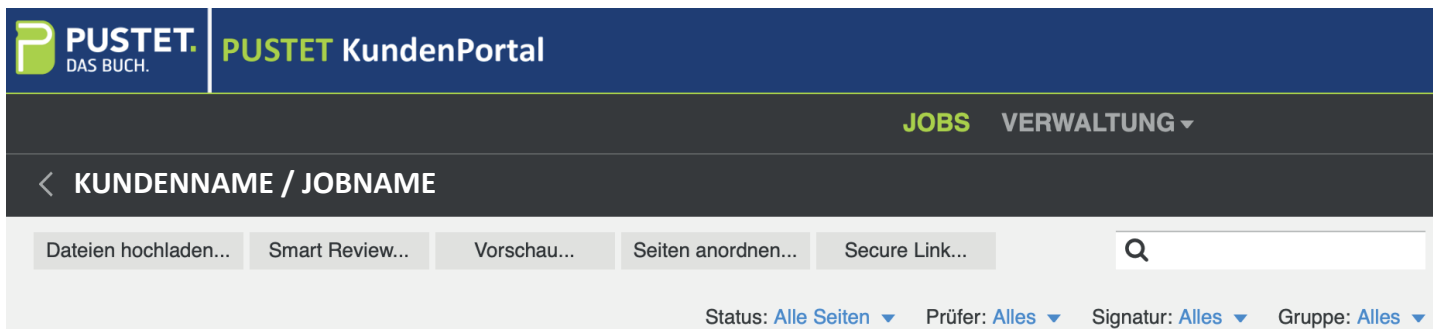 PUSTET.
DAS BUCH.
PUSTET KundenPortal
JOBS VERWALTUNG
KUNDENNAME / JOBNAME
Dateien hochladen... Smart Review... Vorschau... Seiten anordnen... Secure Link...
Status: Alle Seiten Prüfer: Alles Signatur: Alles Gruppe: Alles